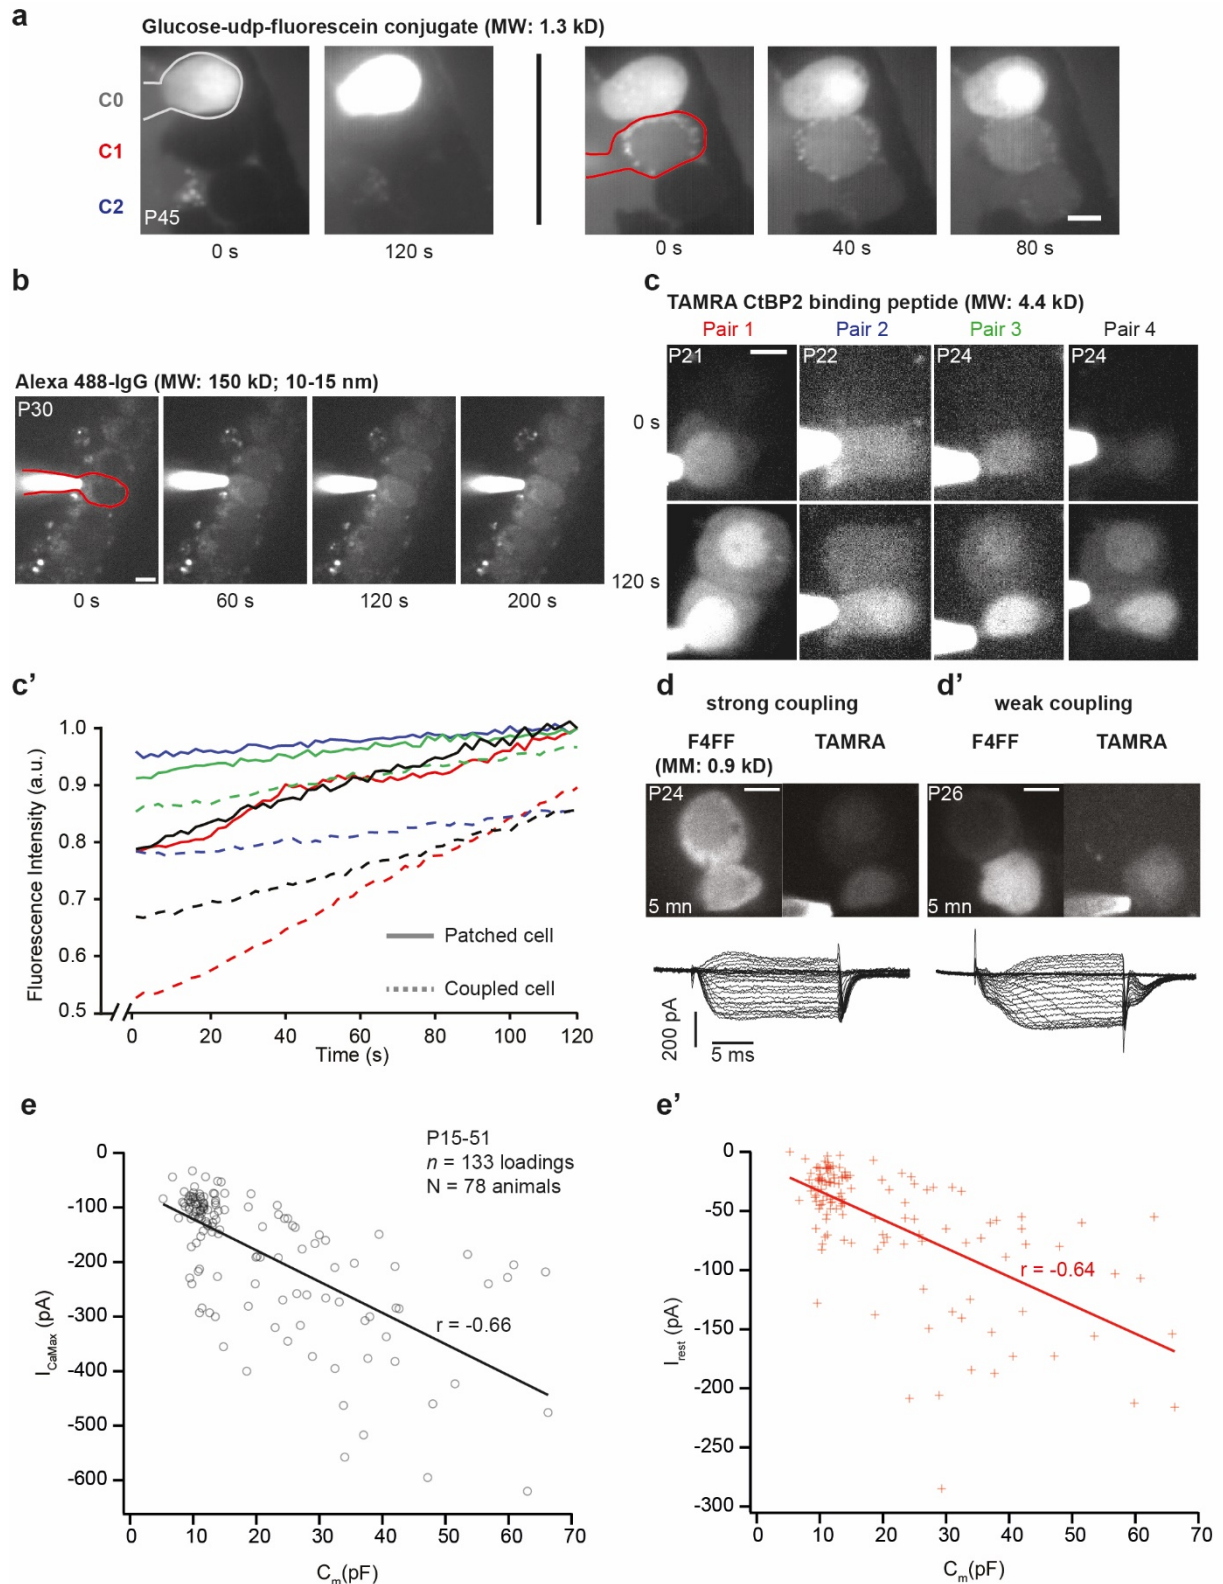 a
Glucose-udp-fluorescein conjugate (MW: 1.3 kD)
C0
C1
C2
P45
0 s
120 s
0 s
40 s
80 s
b
Alexa 488-IgG (MW: 150 kD; 10-15 nm)
P30
0 s
60 s
120 s
200 s
c
TAMRA CtBP2 binding peptide (MW: 4.4 kD)
Pair 1
Pair 2
Pair 3
Pair 4
P21
P22
P24
P24
0 s
120 s
c'
Fluorescence Intensity (a.u.)
1.0
0.9
0.8
0.7
0.6
0.5
Patched cell
Coupled cell
0
20
40
60
80
100
120
Time (s)
d
strong coupling
F4FF
TAMRA
(MM: 0.9 kD)
P24
5 mn
d'
weak coupling
F4FF
TAMRA
P26
5 mn
200 pA
5 ms
e
P15-51
n = 133 loadings
N = 78 animals
0
-100
-200
-300
-400
-500
-600
I_CaMax (pA)
r = -0.66
0
10
20
30
40
50
60
70
C_m(pF)
e'
0
-50
-100
-150
-200
-250
-300
I_rest (pA)
r = -0.64
0
10
20
30
40
50
60
70
C_m(pF)